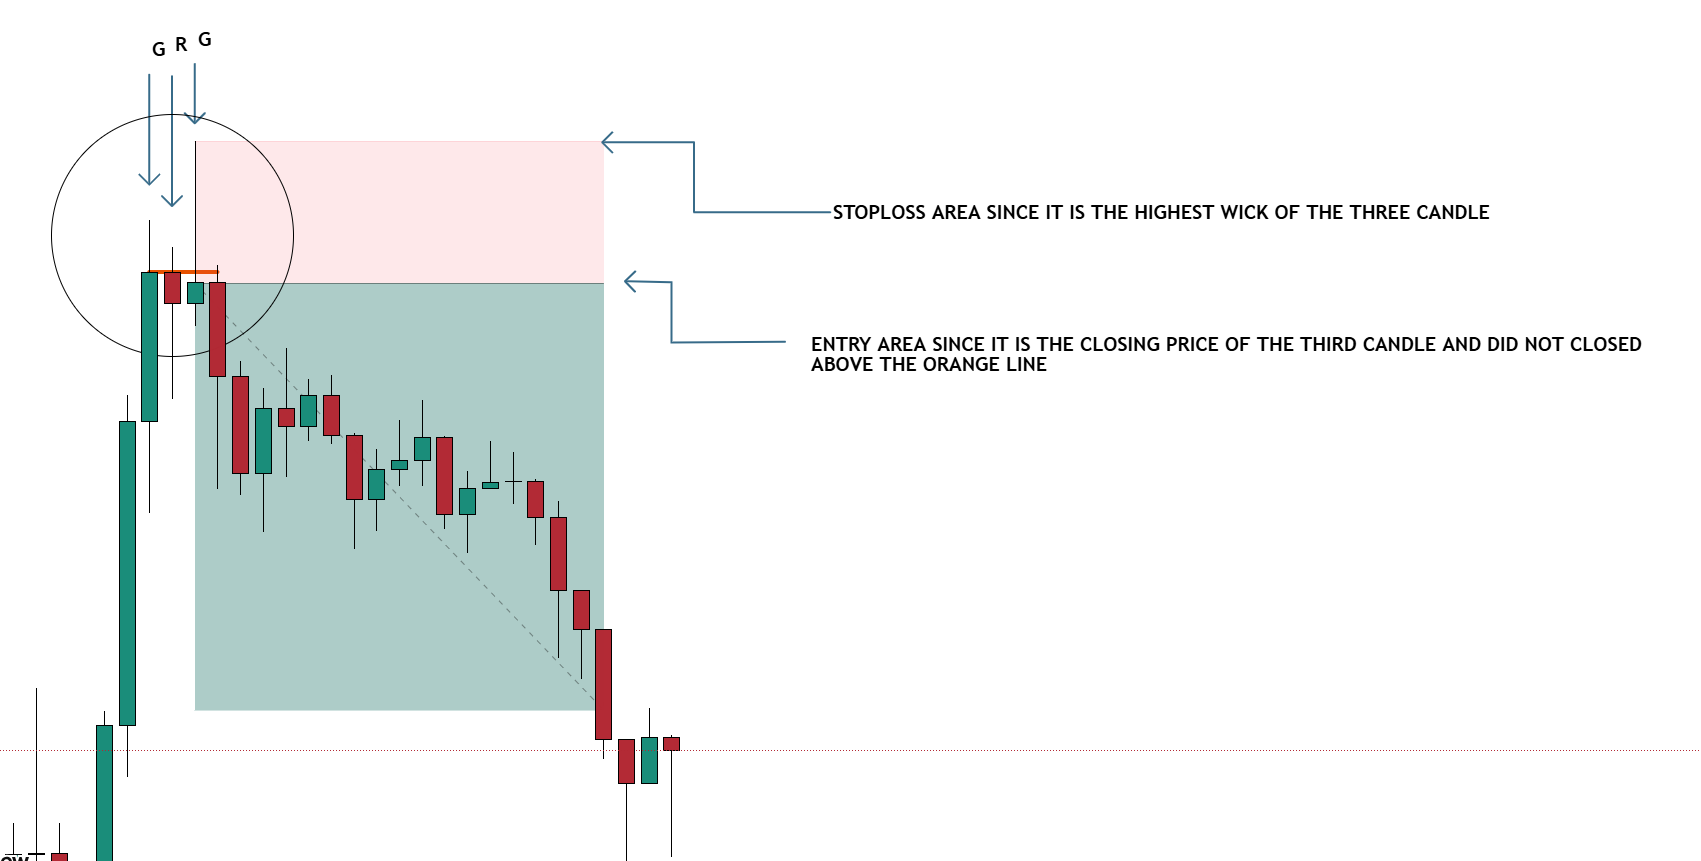 G R G
STOPLOSS AREA SINCE IT IS THE HIGHEST WICK OF THE THREE CANDLE
ENTRY AREA SINCE IT IS THE CLOSING PRICE OF THE THIRD CANDLE AND DID NOT CLOSED
ABOVE THE ORANGE LINE